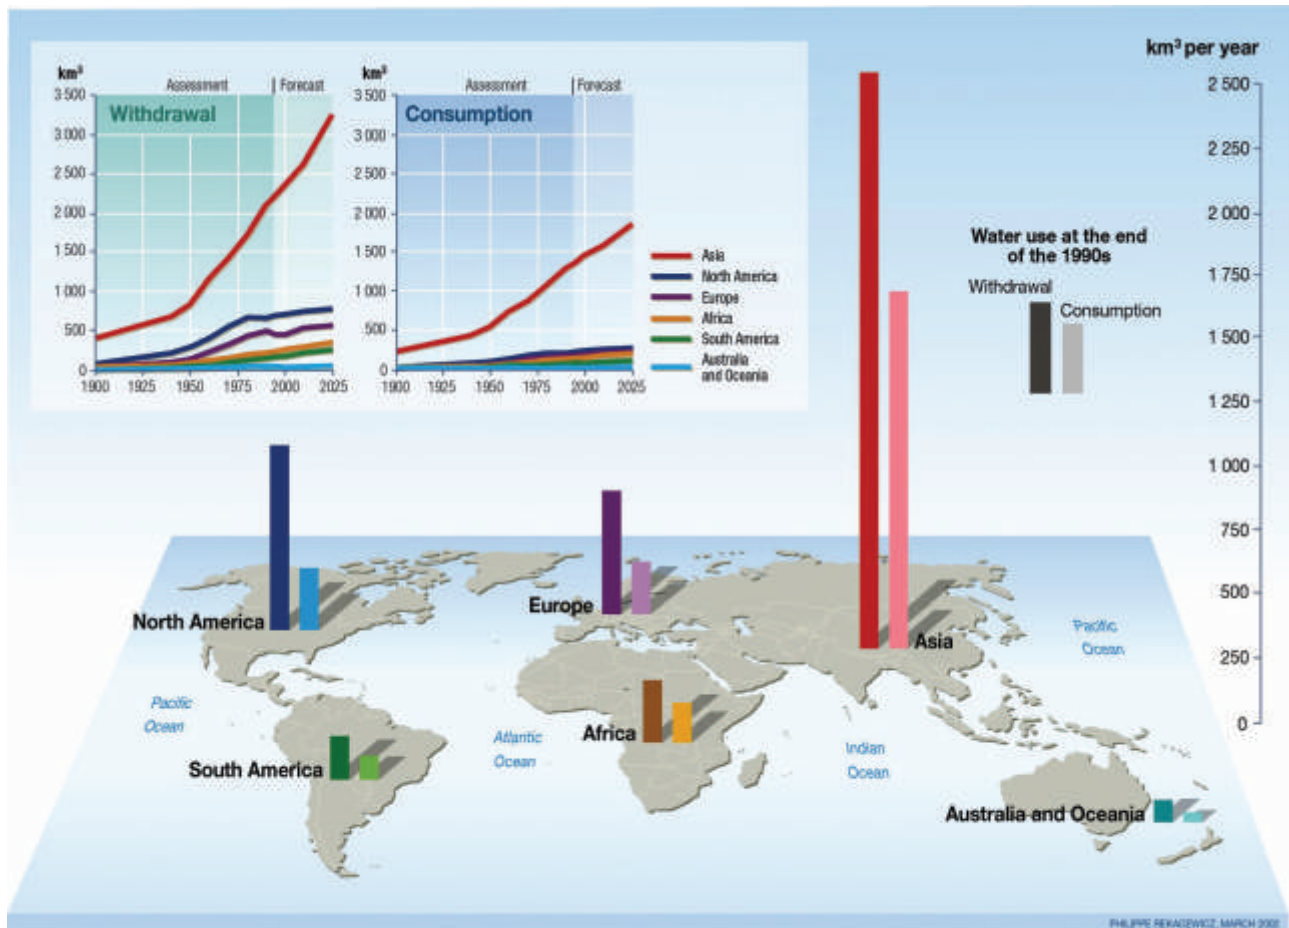 km³ per year
km³
Assessment
Forecast
Withdrawal
3 500
3 000
2 500
2 000
1 500
1 000
500
0
1900 1925 1950 1975 2000 2025
km³
Assessment
Forecast
Consumption
3 500
3 000
2 500
2 000
1 500
1 000
500
0
1900 1925 1950 1975 2000 2025
Asia
North America
Europe
Africa
South America
Australia
and Oceania
2 500
2 250
2 000
1 750
1 500
1 250
1 000
750
500
250
0
Water use at the end
of the 1990s
Withdrawal
Consumption
North America
Europe
Asia
Pacific
Ocean
Pacific
Ocean
Atlantic
Ocean
Africa
Indian
Ocean
South America
Australia and Oceania
PHILIPPE REKACEWICZ, MARCH 2002